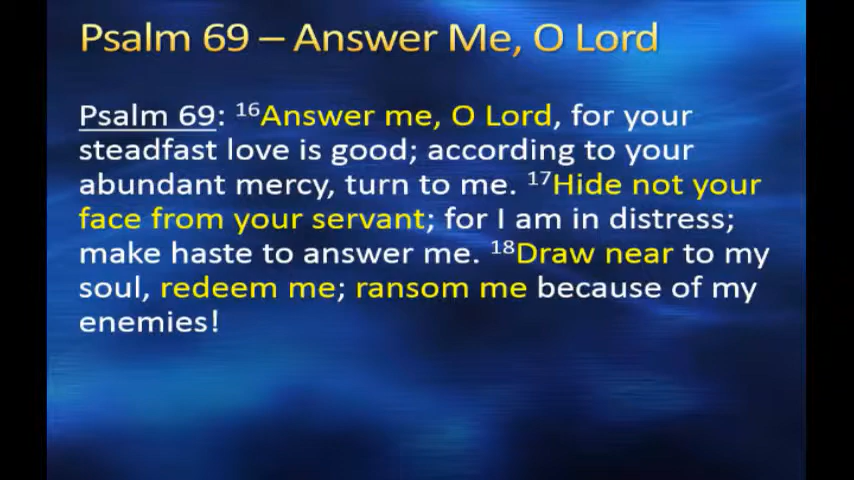 Psalm 69 – Answer Me, O Lord
Psalm 69: ¹⁶Answer me, O Lord, for your
steadfast love is good; according to your
abundant mercy, turn to me. ¹⁷Hide not your
face from your servant; for I am in distress;
make haste to answer me. ¹⁸Draw near to my
soul, redeem me; ransom me because of my
enemies!